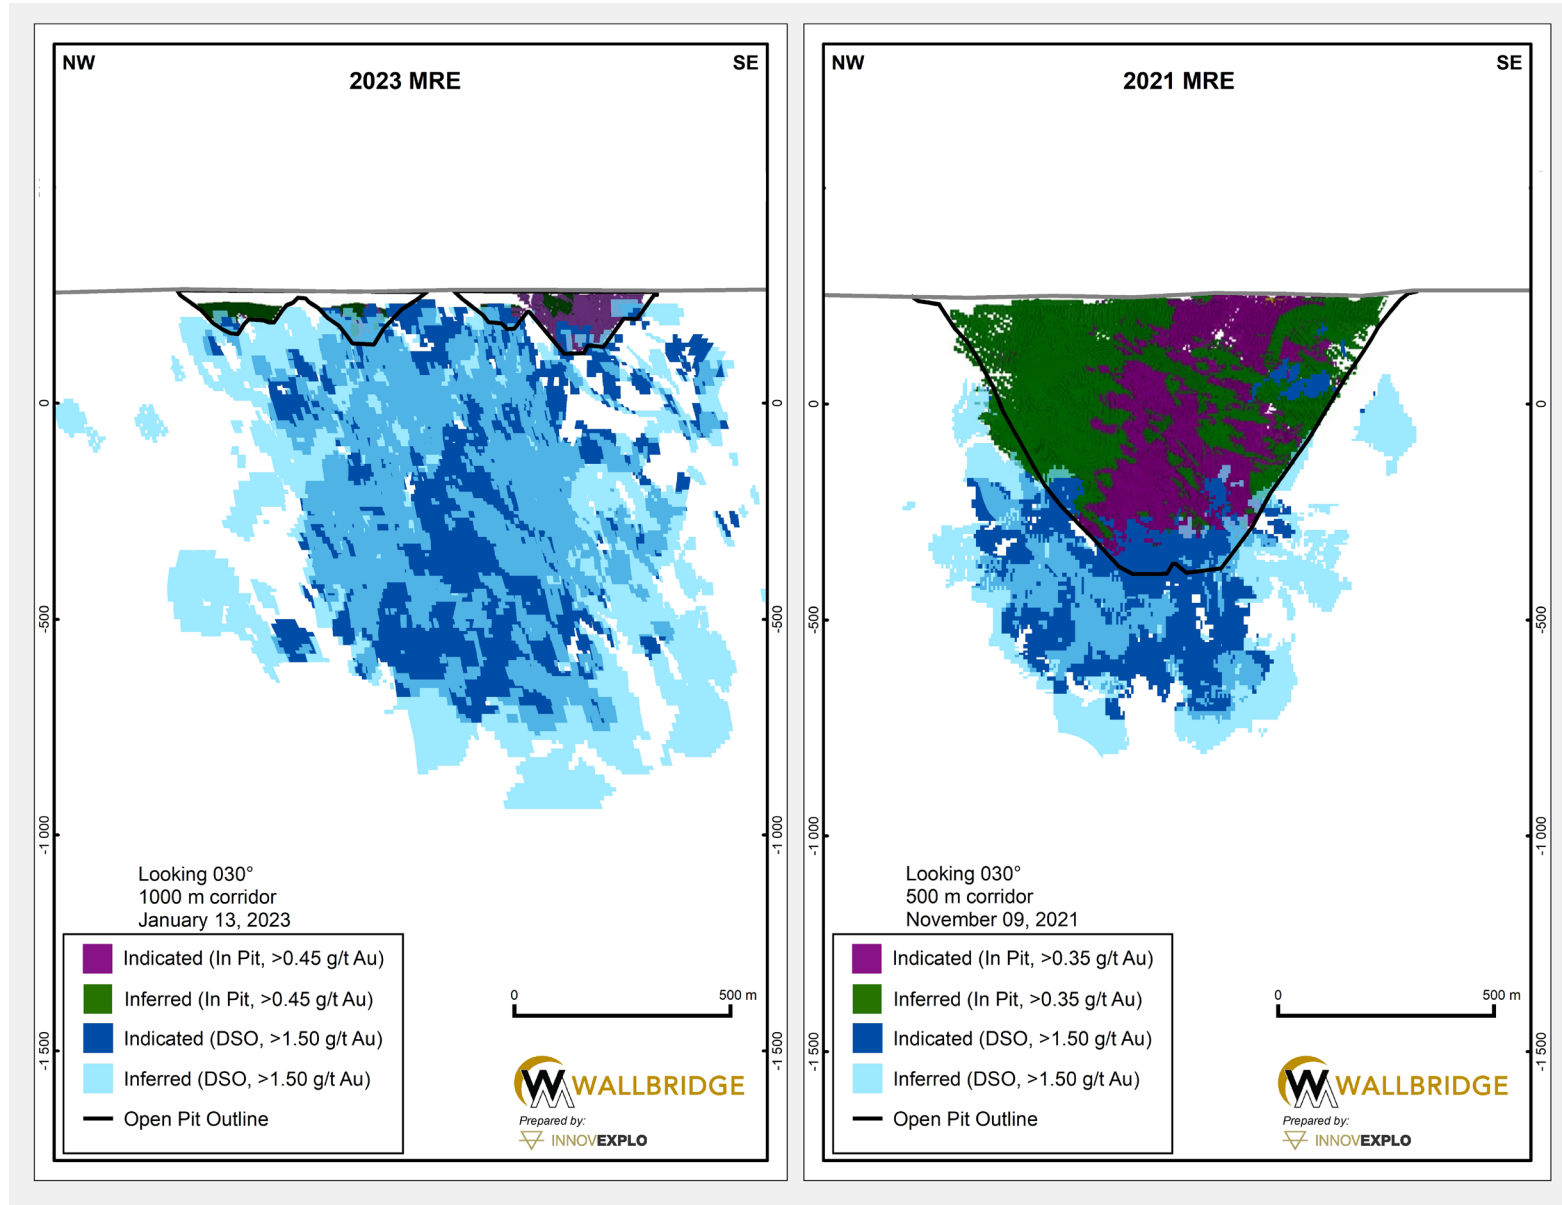 NW
SE
2023 MRE
0
0
-500
-500
-1 000
-1 000
-1 500
-1 500
Looking 030°
1000 m corridor
January 13, 2023
Indicated (In Pit, >0.45 g/t Au)
Inferred (In Pit, >0.45 g/t Au)
Indicated (DSO, >1.50 g/t Au)
Inferred (DSO, >1.50 g/t Au)
Open Pit Outline
0
500 m
WALLBRIDGE
Prepared by:
INNOVEXPLO
NW
SE
2021 MRE
0
0
-500
-500
-1 000
-1 000
-1 500
-1 500
Looking 030°
500 m corridor
November 09, 2021
Indicated (In Pit, >0.35 g/t Au)
Inferred (In Pit, >0.35 g/t Au)
Indicated (DSO, >1.50 g/t Au)
Inferred (DSO, >1.50 g/t Au)
Open Pit Outline
0
500 m
WALLBRIDGE
Prepared by:
INNOVEXPLO